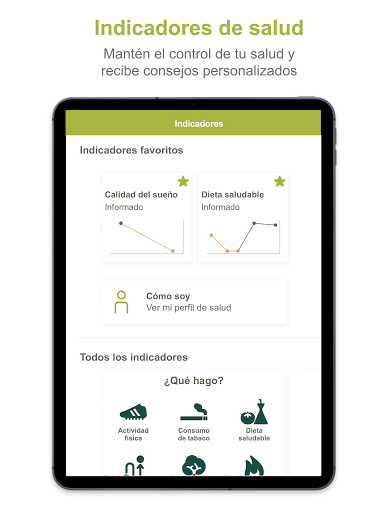 Indicadores de salud
Mantén el control de tu salud y
recibe consejos personalizados
Indicadores
Indicadores favoritos
Calidad del sueño
Informado
Dieta saludable
Informado
Cómo soy
Ver mi perfil de salud
Todos los indicadores
¿Qué hago?
Actividad
física
Consumo
de tabaco
Dieta
saludable